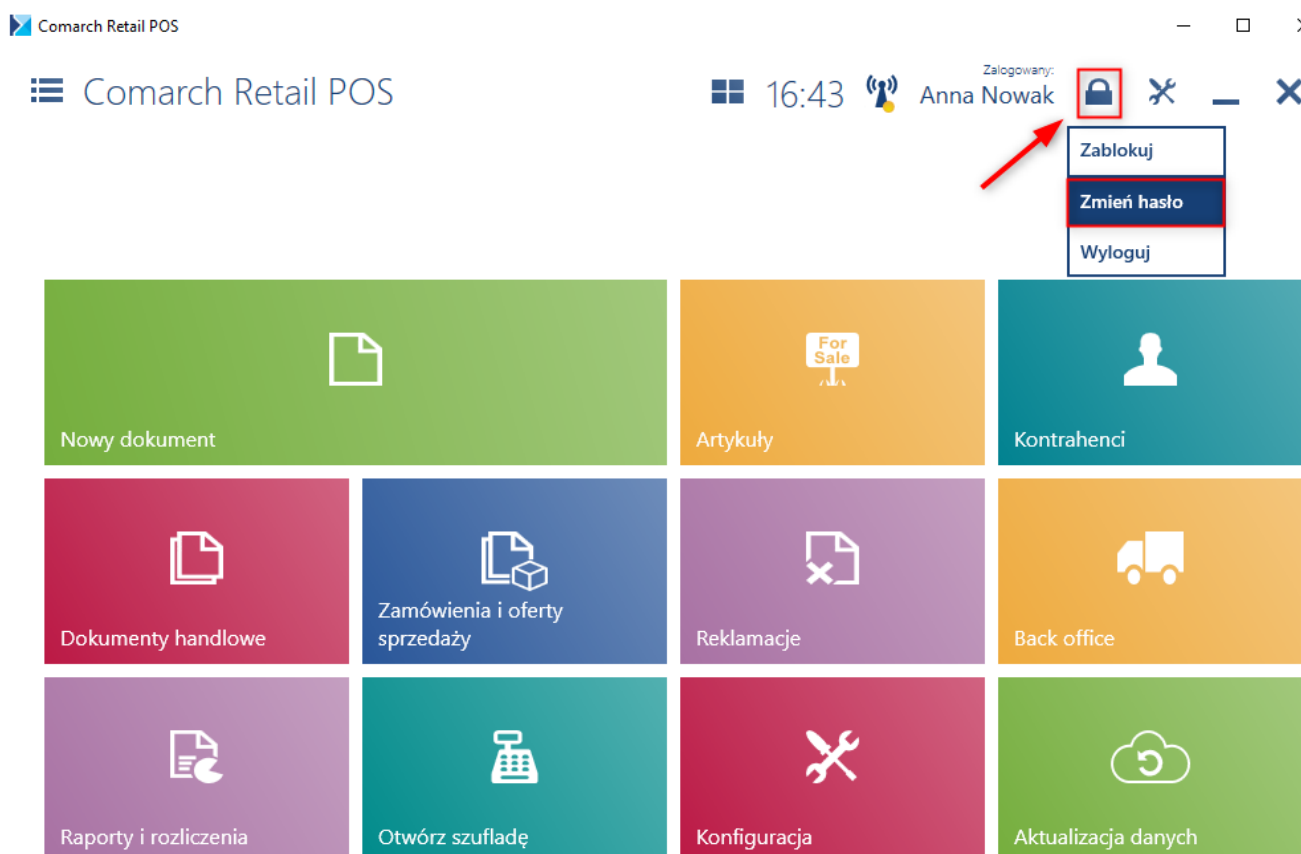 Comarch Retail POS
Comarch Retail POS
16:43
Zalogowany:
Anna Nowak
Zablokuj
Zmień hasło
Wyloguj
Nowy dokument
For
Sale
Artykuły
Kontrahenci
Dokumenty handlowe
Zamówienia i oferty
sprzedaży
Reklamacje
Back office
Raporty i rozliczenia
Otwórz szufladę
Konfiguracja
Aktualizacja danych